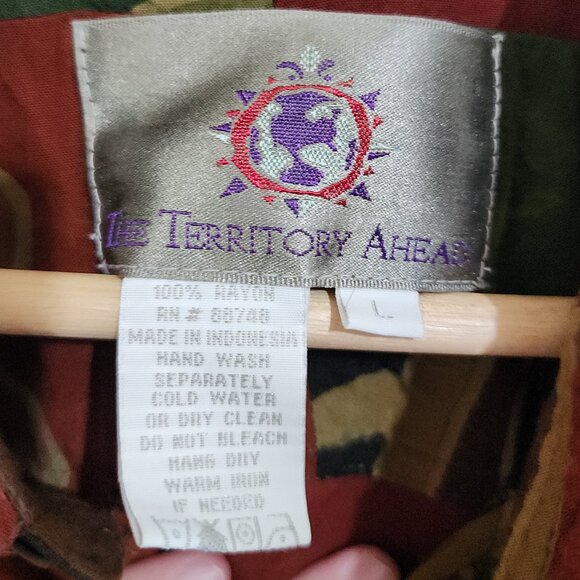 THE TERRITORY AHEAD
L
100% RAYON
RN# 88748
MADE IN INDONESIA
HAND WASH
SEPARATELY
COLD WATER
OR DRY CLEAN
DO NOT BLEACH
HANG DRY
WARM IRON
IF NEEDED